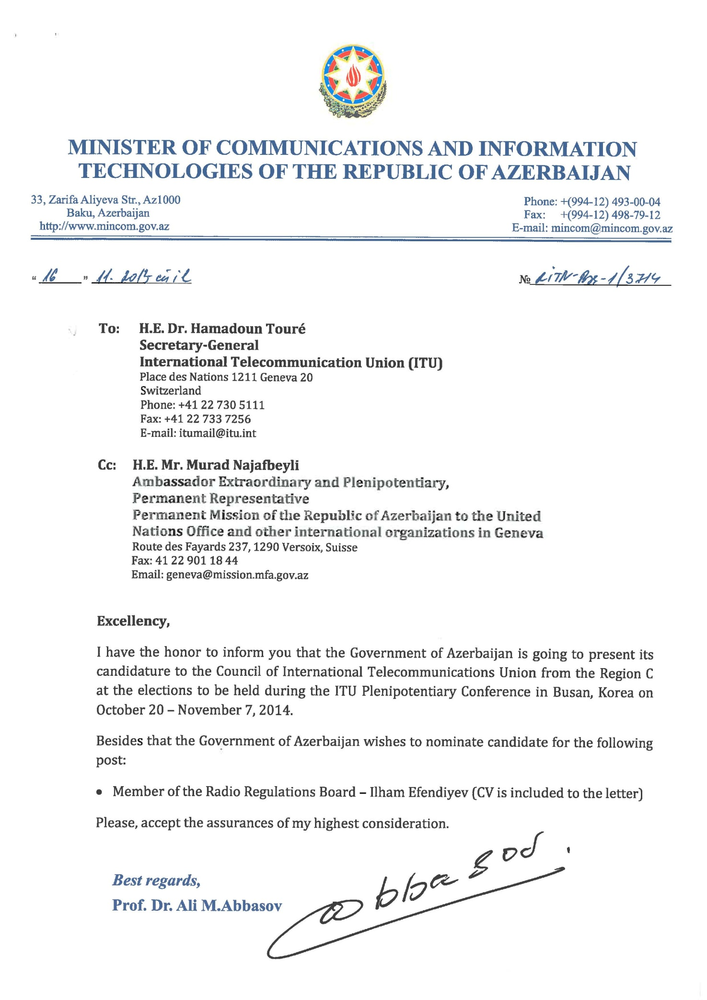 MINISTER OF COMMUNICATIONS AND INFORMATION
TECHNOLOGIES OF THE REPUBLIC OF AZERBAIJAN
33, Zarifa Aliyeva Str., Az1000
Baku, Azerbaijan
http://www.mincom.gov.az
Phone: +(994-12) 493-00-04
Fax: +(994-12) 498-79-12
E-mail: mincom@mincom.gov.az
“ 16 ” 11.
№ 1/3714
To: H.E. Dr. Hamadoun Touré
Secretary-General
International Telecommunication Union (ITU)
Place des Nations 1211 Geneva 20
Switzerland
Phone: +41 22 730 5111
Fax: +41 22 733 7256
E-mail: itumail@itu.int
Cc: H.E. Mr. Murad Najafbeyli
Ambassador Extraordinary and Plenipotentiary,
Permanent Representative
Permanent Mission of the Republic of Azerbaijan to the United
Nations Office and other international organizations in Geneva
Route des Fayards 237, 1290 Versoix, Suisse
Fax: 41 22 901 18 44
Email: geneva@mission.mfa.gov.az
Excellency,
I have the honor to inform you that the Government of Azerbaijan is going to present its
candidature to the Council of International Telecommunications Union from the Region C
at the elections to be held during the ITU Plenipotentiary Conference in Busan, Korea on
October 20 – November 7, 2014.
Besides that the Government of Azerbaijan wishes to nominate candidate for the following
post:
• Member of the Radio Regulations Board – Ilham Efendiyev (CV is included to the letter)
Please, accept the assurances of my highest consideration.
Best regards,
Prof. Dr. Ali M.Abbasov